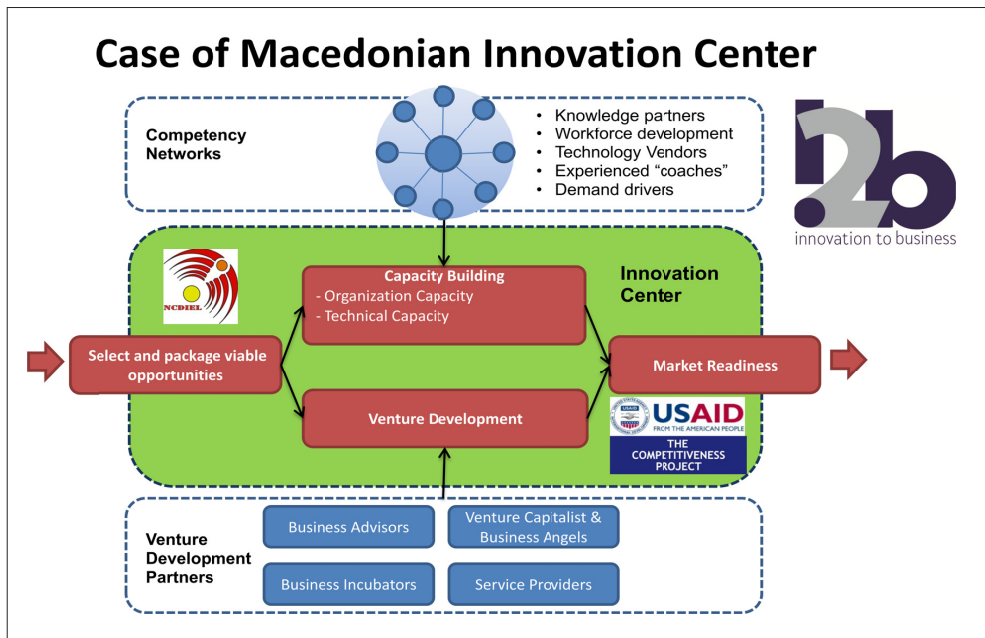 Case of Macedonian Innovation Center
Competency
Networks
• Knowledge partners
• Workforce development
• Technology Vendors
• Experienced “coaches”
• Demand drivers
i2b
innovation to business
NCDIEL
Capacity Building
- Organization Capacity
- Technical Capacity
Innovation
Center
Select and package viable
opportunities
Market Readiness
Venture Development
USAID
USAID
FROM THE AMERICAN PEOPLE
THE
COMPETITIVENESS
PROJECT
Venture
Development
Partners
Business Advisors
Venture Capitalist &
Business Angels
Business Incubators
Service Providers